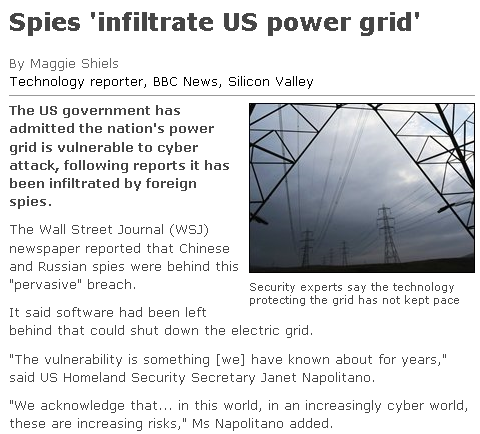 Spies 'infiltrate US power grid'
By Maggie Shiels
Technology reporter, BBC News, Silicon Valley
The US government has
admitted the nation's power
grid is vulnerable to cyber
attack, following reports it has
been infiltrated by foreign
spies.
The Wall Street Journal (WSJ)
newspaper reported that Chinese
and Russian spies were behind this
"pervasive" breach.
Security experts say the technology
protecting the grid has not kept pace
It said software had been left
behind that could shut down the electric grid.
"The vulnerability is something [we] have known about for years,"
said US Homeland Security Secretary Janet Napolitano.
"We acknowledge that... in this world, in an increasingly cyber world,
these are increasing risks," Ms Napolitano added.